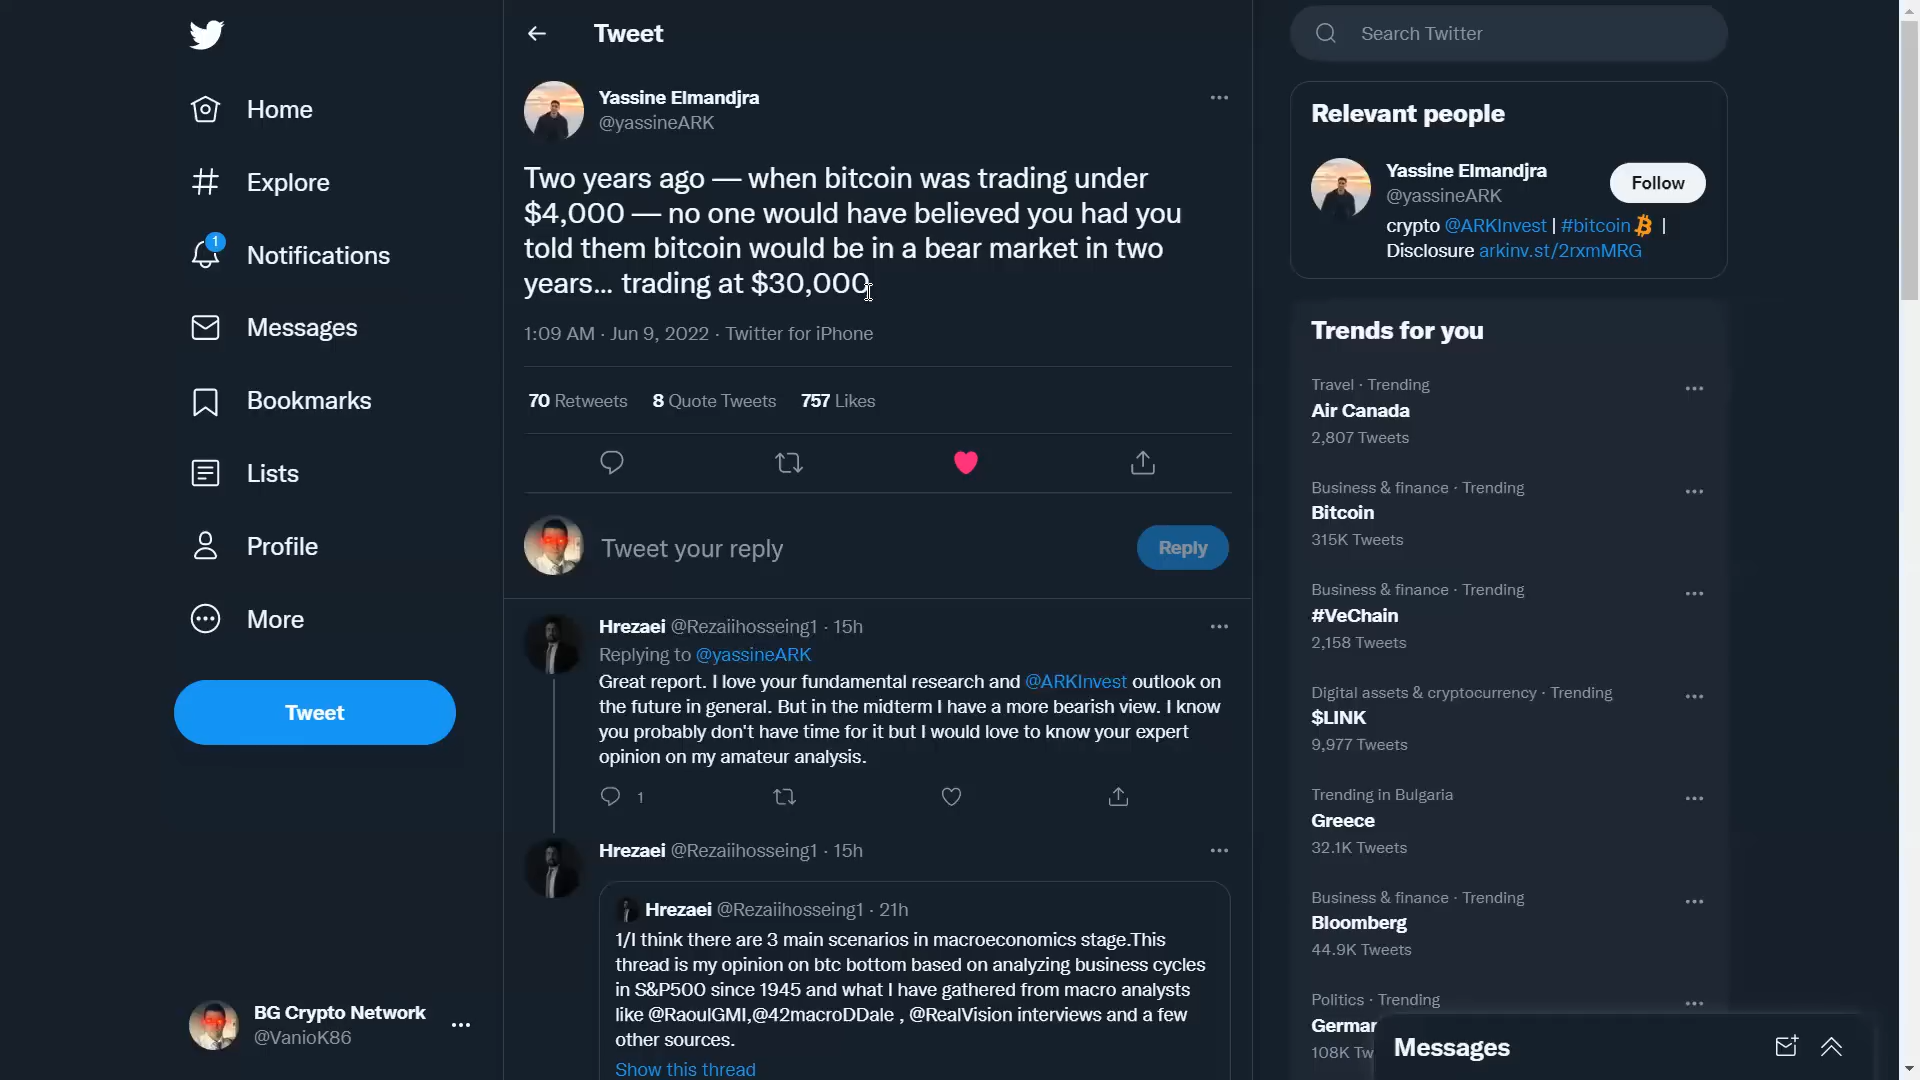 Home
Explore
1
Notifications
Messages
Bookmarks
Lists
Profile
More
Tweet
BG Crypto Network
@VanioK86
Tweet
Yassine Elmandjra
@yassineARK
Two years ago — when bitcoin was trading under
$4,000 — no one would have believed you had you
told them bitcoin would be in a bear market in two
years... trading at $30,000
1:09 AM · Jun 9, 2022 · Twitter for iPhone
70 Retweets 8 Quote Tweets 757 Likes
Tweet your reply
Reply
Hrezaei @Rezaiihosseing1 · 15h
Replying to @yassineARK
Great report. I love your fundamental research and @ARKInvest outlook on
the future in general. But in the midterm I have a more bearish view. I know
you probably don't have time for it but I would love to know your expert
opinion on my amateur analysis.
1
Hrezaei @Rezaiihosseing1 · 15h
Hrezaei @Rezaiihosseing1 · 21h
1/I think there are 3 main scenarios in macroeconomics stage.This
thread is my opinion on btc bottom based on analyzing business cycles
in S&P500 since 1945 and what I have gathered from macro analysts
like @RaoulGMI,@42macroDDale , @RealVision interviews and a few
other sources.
Show this thread
Search Twitter
Relevant people
Yassine Elmandjra
@yassineARK
Follow
crypto @ARKInvest | #bitcoin |
Disclosure arkinv.st/2rxmMRG
Trends for you
Travel · Trending
Air Canada
2,807 Tweets
Business & finance · Trending
Bitcoin
315K Tweets
Business & finance · Trending
#VeChain
2,158 Tweets
Digital assets & cryptocurrency · Trending
$LINK
9,977 Tweets
Trending in Bulgaria
Greece
32.1K Tweets
Business & finance · Trending
Bloomberg
44.9K Tweets
Politics · Trending
108K
Messages